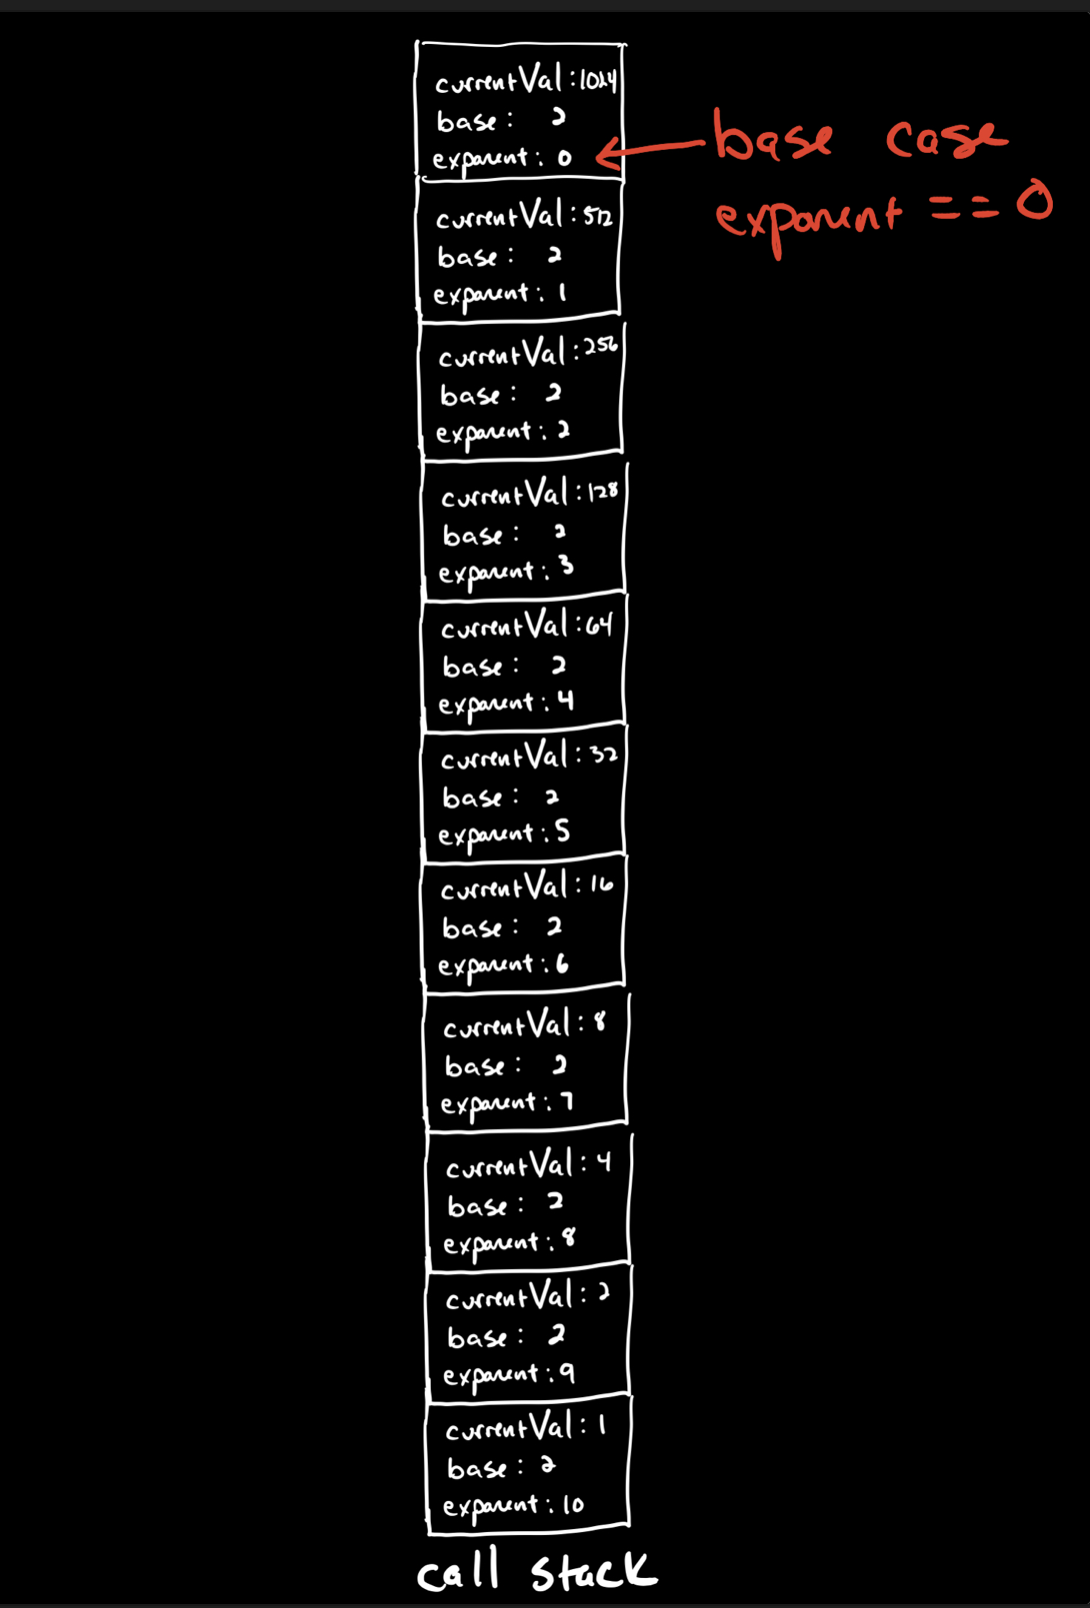 currentVal:1024
base: 2
exponent: 0
base case
exponent == 0
currentVal:512
base: 2
exponent: 1
currentVal:256
base: 2
exponent: 2
currentVal:128
base: 2
exponent: 3
currentVal:64
base: 2
exponent: 4
currentVal: 32
base: 2
exponent: 5
currentVal: 16
base: 2
exponent: 6
currentVal: 8
base: 2
exponent: 7
currentVal: 4
base: 2
exponent: 8
currentVal: 2
base: 2
exponent: 9
currentVal: 1
base: 2
exponent: 10
call stack